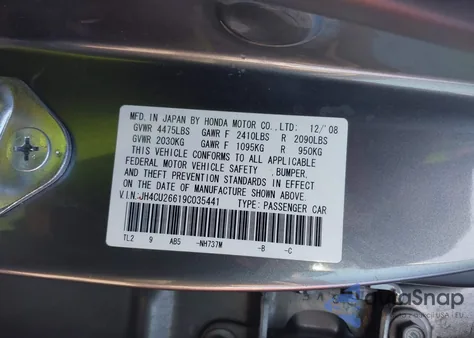 MFD. IN JAPAN BY HONDA MOTOR CO., LTD. 12/'08
GVWR 4475LBS GAWR F 2410LBS R 2090LBS
GVWR 2030KG GAWR F 1095KG R 950KG
THIS VEHICLE CONFORMS TO ALL APPLICABLE
FEDERAL MOTOR VEHICLE SAFETY ,BUMPER,
AND THEFT PREVENTION STANDARDS IN EFFECT
ON THE DATE OF MANUFACTURE SHOWN ABOVE.
V.I.N.:JH4CU26619C035441 TYPE: PASSENGER CAR
TL2 9 AB5 -NH737M -B -C
AutoSnap